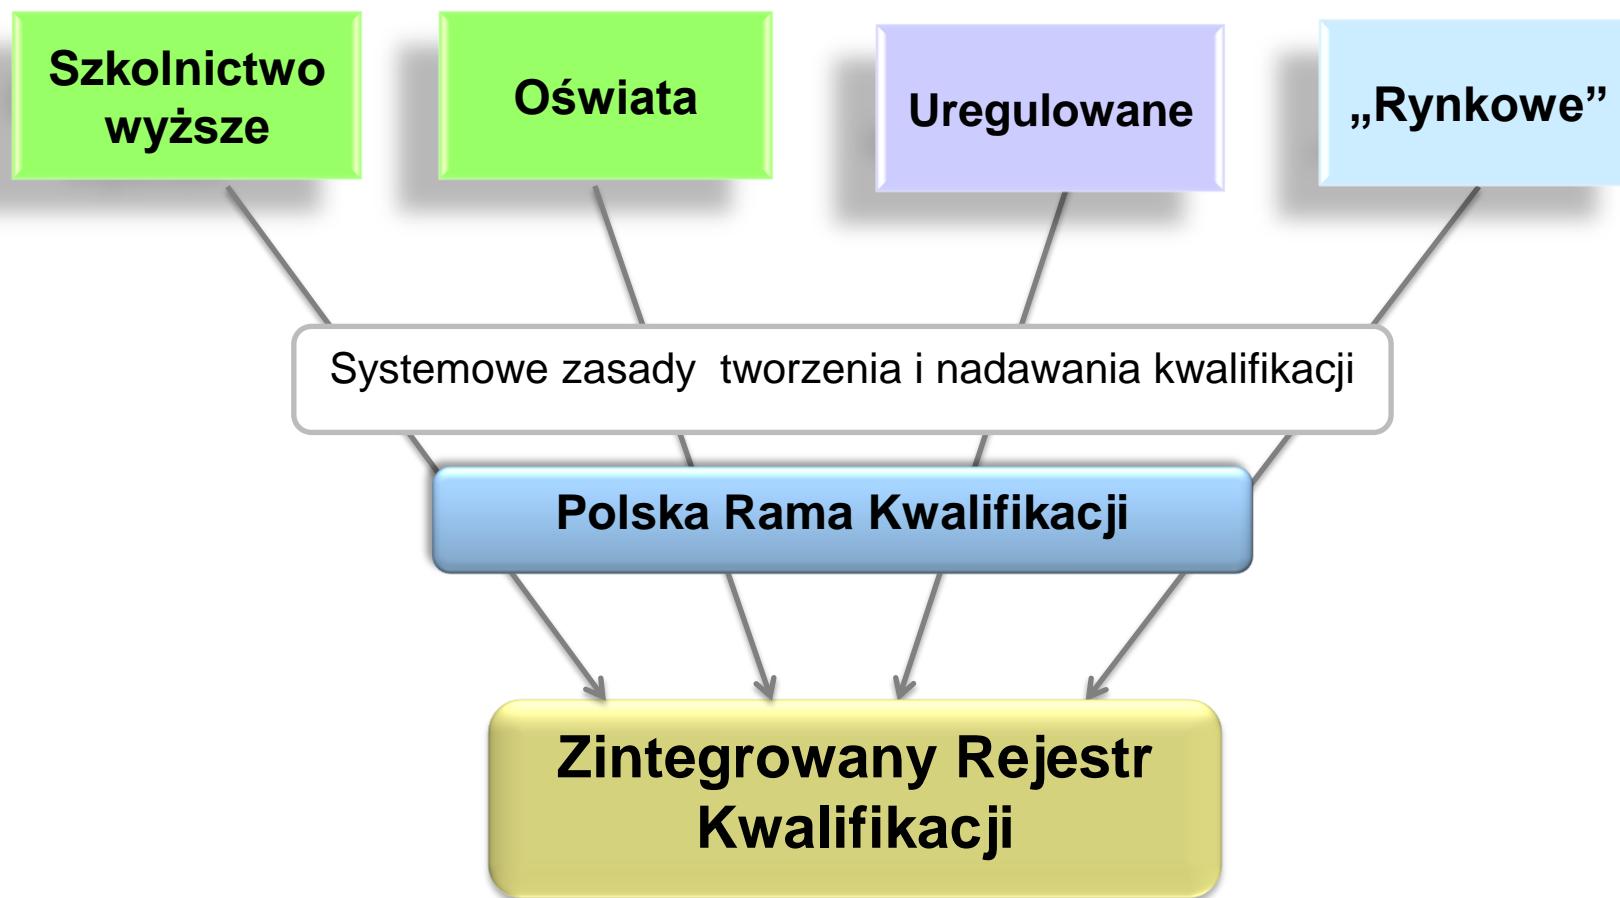 Szkolnictwo
wyższe
Oświata
Uregulowane
„Rynkowe”
Systemowe zasady  tworzenia i nadawania kwalifikacji
Polska Rama Kwalifikacji
Zintegrowany Rejestr
Kwalifikacji